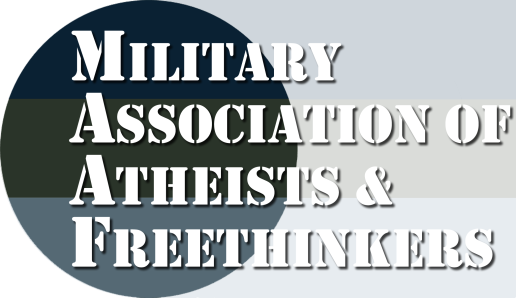 MILITARY
ASSOCIATION OF
ATHEISTS &
FREETHINKERS